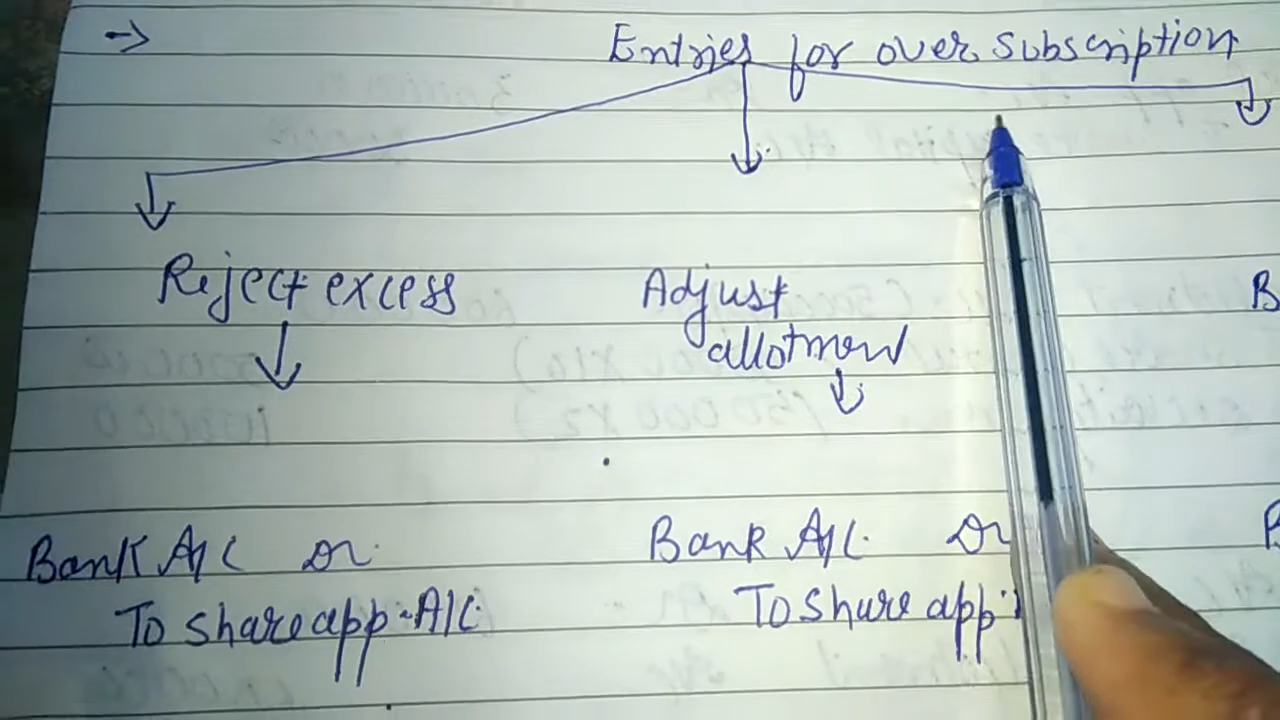 → Entries for over subscription
Reject excess
Adjust
allotment
B
Bank A/C Dr
To share app- A/C
Bank A/C Dr
To share app
B